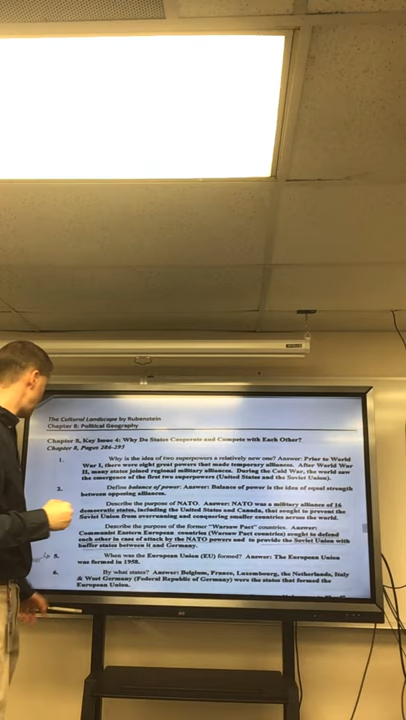 The Cultural Landscape by Rubenstein
Chapter 8: Political Geography
Chapter 8, Key Issue 4: Why Do States Cooperate and Compete with Each Other?
Chapter 8, Pages 286-295
1. Why is the idea of two superpowers a relatively new one? Answer: Prior to World
War I, there were eight great powers that made temporary alliances. After World War
II, many states joined regional military alliances. During the Cold War, the world saw
the emergence of the first two superpowers (United States and the Soviet Union).
2. Define balance of power: Answer: Balance of power is the idea of equal strength
between opposing alliances.
Describe the purpose of NATO. Answer: NATO was a military alliance of 16
democratic states, including the United States and Canada, that sought to prevent the
Soviet Union from overrunning and conquering smaller countries across the world.
Describe the purpose of the former "Warsaw Pact" countries. Answer:
Communist Eastern European countries (Warsaw Pact countries) sought to defend
each other in case of attack by the NATO powers and to provide the Soviet Union with
buffer states between it and Germany.
5. When was the European Union (EU) formed? Answer: The European Union
was formed in 1958.
6. By what states? Answer: Belgium, France, Luxembourg, the Netherlands, Italy
& West Germany (Federal Republic of Germany) were the states that formed the
European Union.